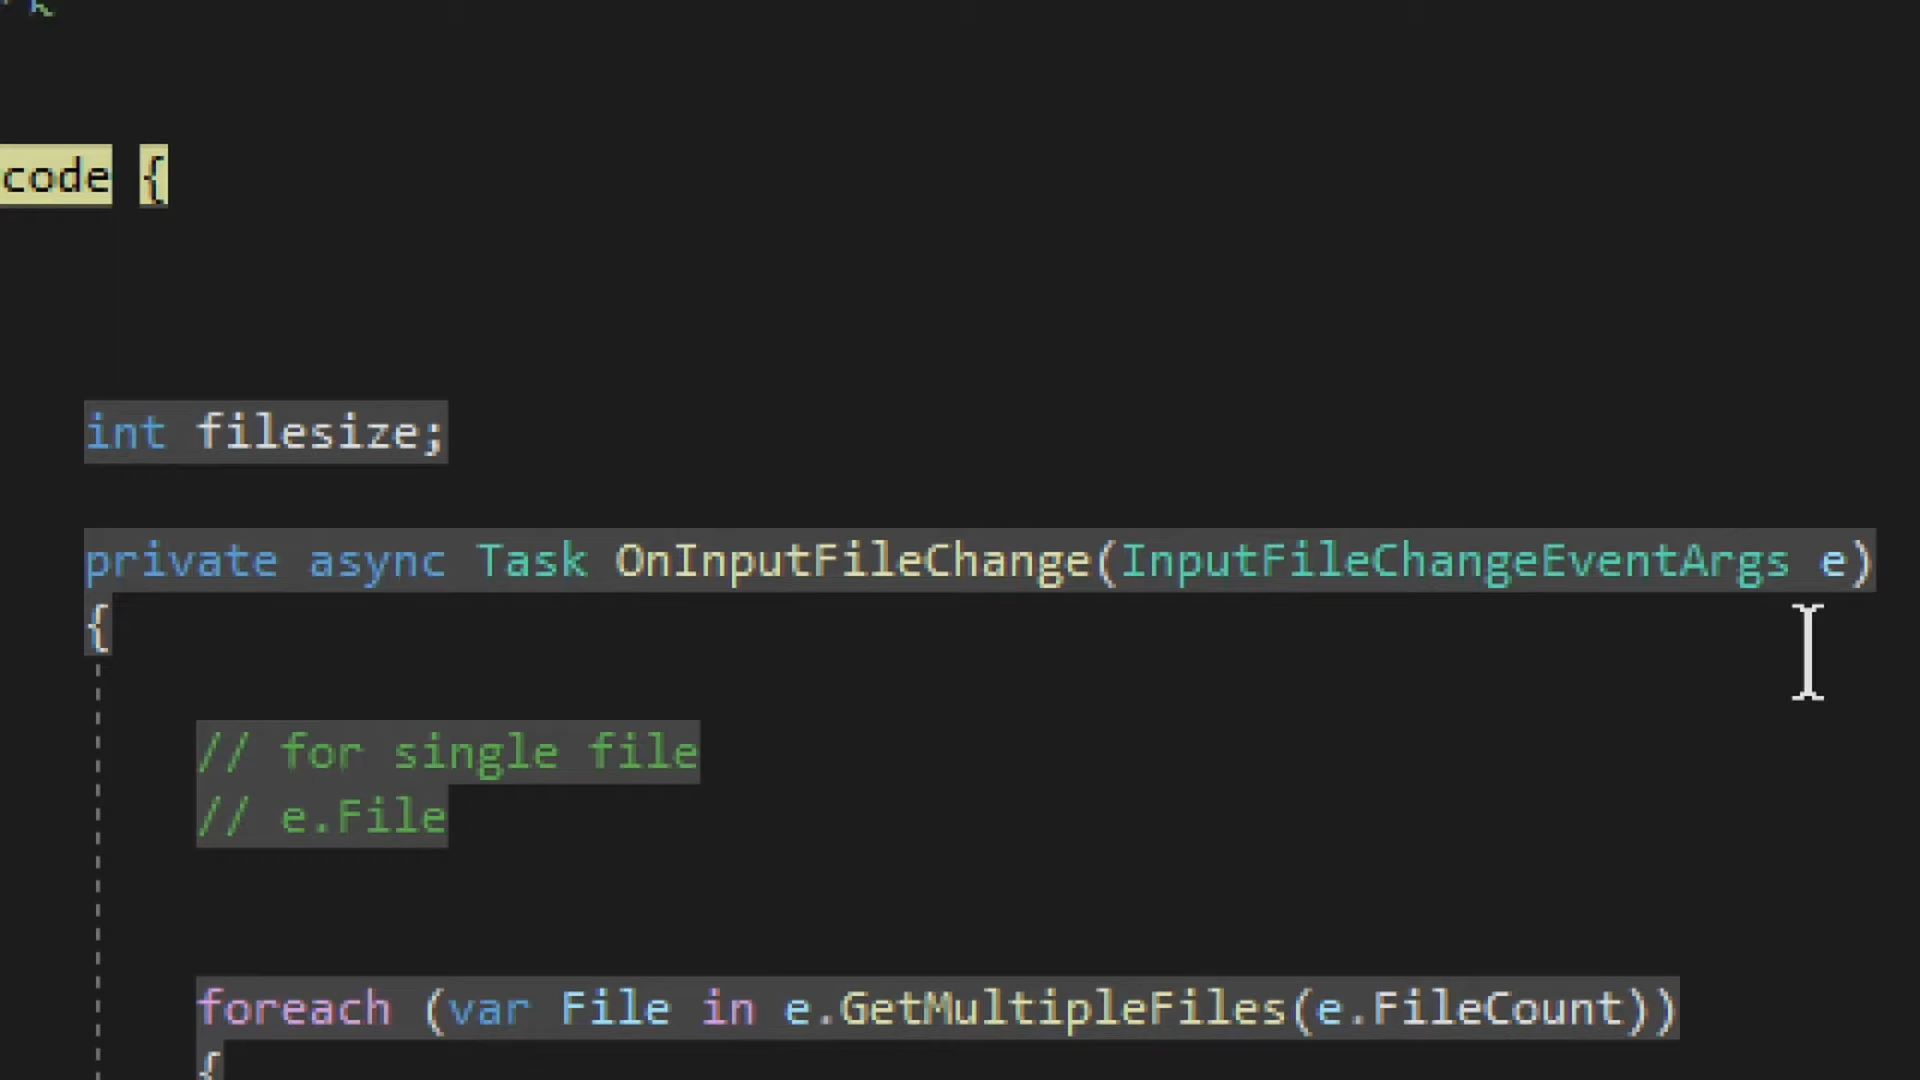 code {
int filesize;
private async Task OnInputFileChange(InputFileChangeEventArgs e)
{
// for single file
// e.File
foreach (var File in e.GetMultipleFiles(e.FileCount))
{